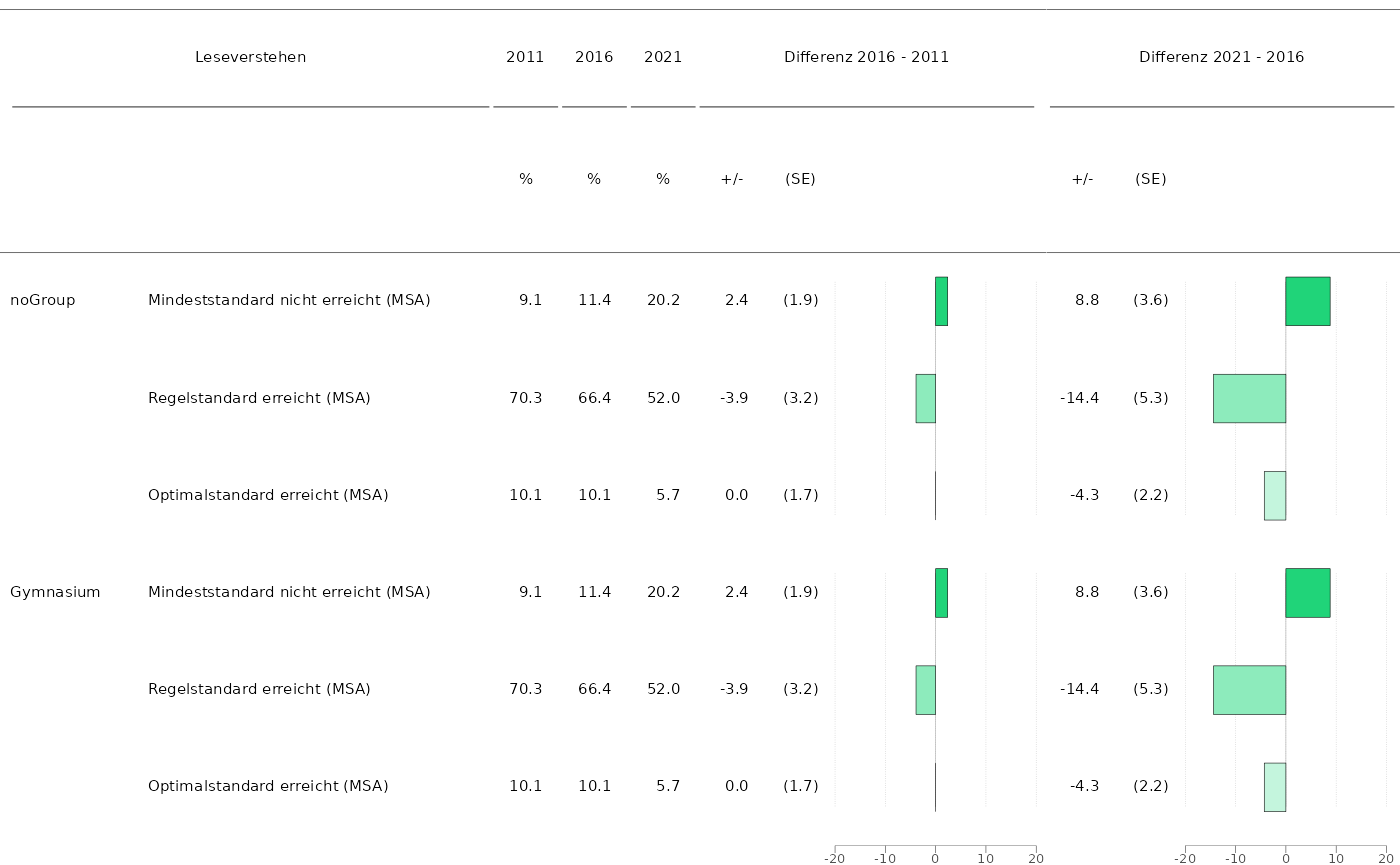 Leseverstehen 2011 2016 2021 Differenz 2016 - 2011 Differenz 2021 - 2016
% % % +/- (SE) +/- (SE)
noGroup Mindeststandard nicht erreicht (MSA) 9.1 11.4 20.2 2.4 (1.9) 8.8 (3.6)
Regelstandard erreicht (MSA) 70.3 66.4 52.0 -3.9 (3.2) -14.4 (5.3)
Optimalstandard erreicht (MSA) 10.1 10.1 5.7 0.0 (1.7) -4.3 (2.2)
Gymnasium Mindeststandard nicht erreicht (MSA) 9.1 11.4 20.2 2.4 (1.9) 8.8 (3.6)
Regelstandard erreicht (MSA) 70.3 66.4 52.0 -3.9 (3.2) -14.4 (5.3)
Optimalstandard erreicht (MSA) 10.1 10.1 5.7 0.0 (1.7) -4.3 (2.2)
-20 -10 0 10 20 -20 -10 0 10 20